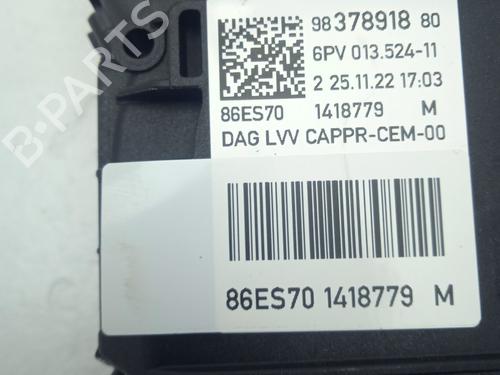 98 378918 80
6PV 013.524-11
2 25.11.22 17:03
86ES70 1418779 M
DAG LVV CAPPR-CEM-00
86ES70 1418779 M
B-PARTS